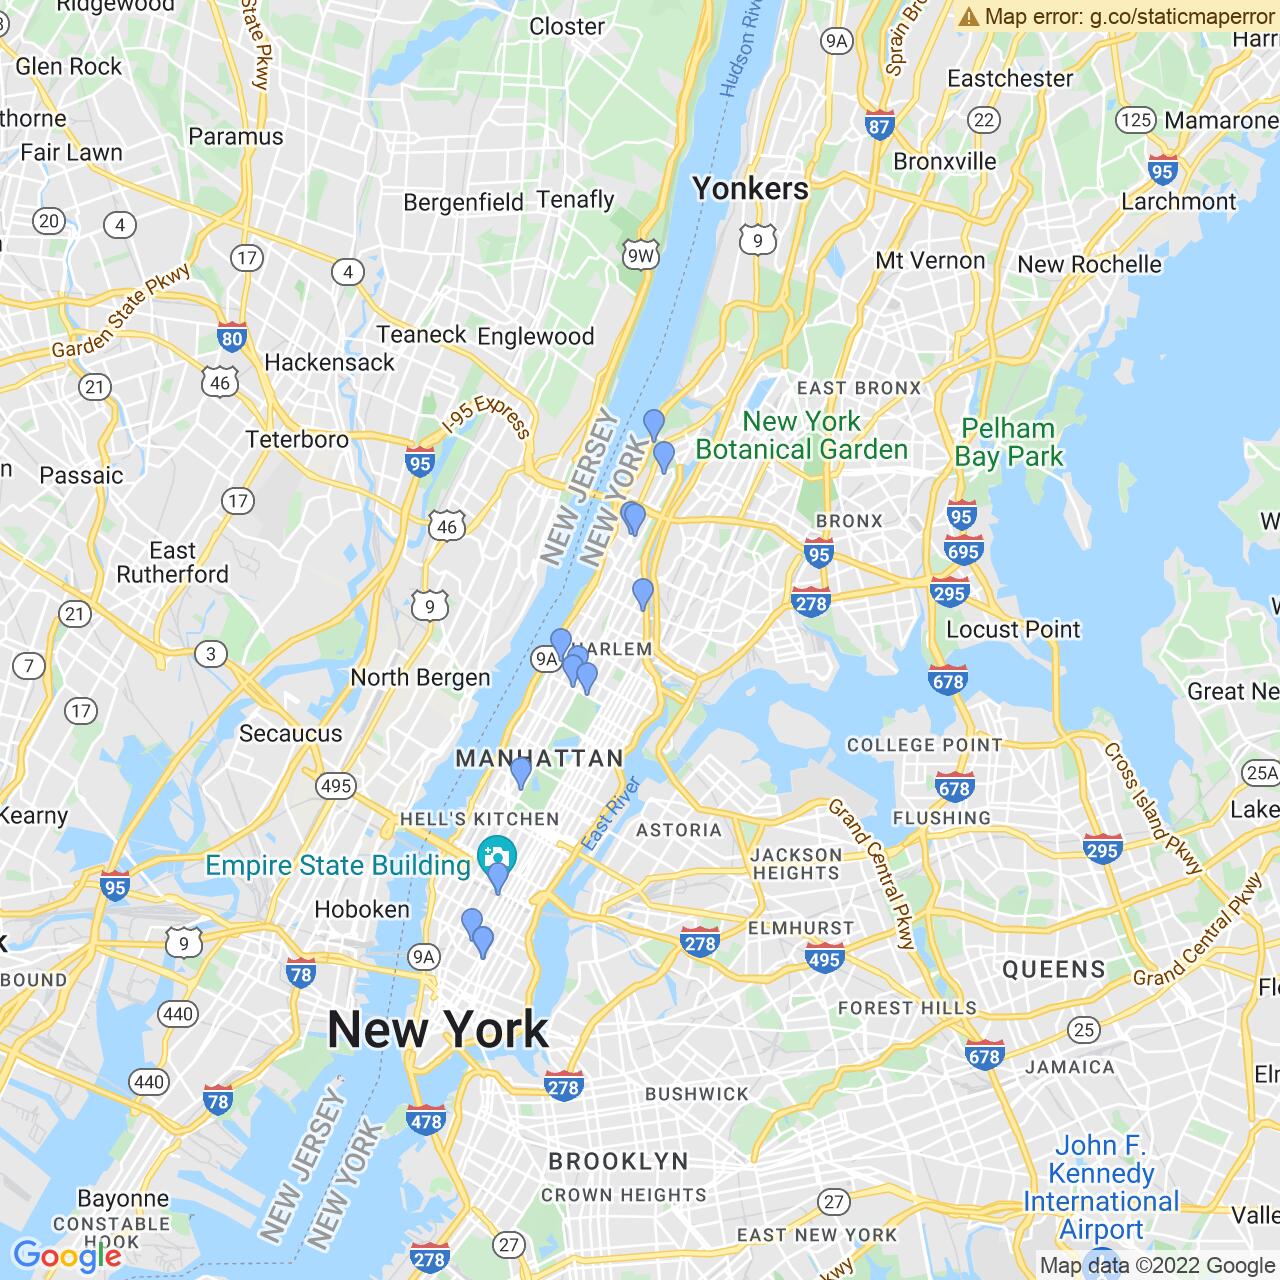 Ridgewood
State Pkwy
Closter
Hudson River
9A
Sprain Bro
Map error: g.co/staticmaperror
Harri
Glen Rock
Eastchester
thorne
Paramus
87
22
125
Mamarone
Fair Lawn
Bronxville
95
Yonkers
Bergenfield
Tenafly
Larchmont
20
4
9
17
9W
Mt Vernon
New Rochelle
4
Garden State Pkwy
80
Teaneck
Englewood
Hackensack
46
21
EAST BRONX
I-95 Express
New York
Botanical Garden
Pelham
Bay Park
Teterboro
95
NEW JERSEY
NEW YORK
Passaic
17
46
95
BRONX
W
East
Rutherford
95
695
278
295
9
21
Locust Point
3
9A
HARLEM
7
North Bergen
678
Great Ne
17
Secaucus
COLLEGE POINT
Cross Island Pkwy
MANHATTAN
495
678
25A
Kearny
East River
HELL'S KITCHEN
ASTORIA
Grand Central Pkwy
FLUSHING
Lake
Empire State Building
JACKSON
HEIGHTS
295
95
Hoboken
ELMHURST
Grand Central Pkwy
9
9A
278
495
78
QUEENS
BOUND
440
FOREST HILLS
New York
25
678
JAMAICA
440
78
278
BUSHWICK
478
NEW JERSEY
NEW YORK
BROOKLYN
John F.
Kennedy
International
Airport
Bayonne
CONSTABLE
HOOK
CROWN HEIGHTS
27
EAST NEW YORK
Valle
Google
278
27
kwy
Map data ©2022 Google